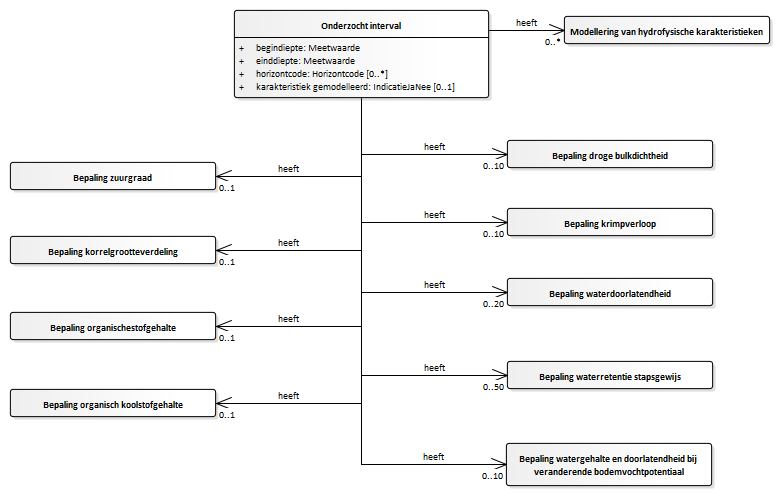 Onderzocht interval
+ begindiepte: Meetwaarde
+ einddiepte: Meetwaarde
+ horizontcode: Horizontcode [0..*]
+ karakteristiek gemodelleerd: IndicatieJaNee [0..1]
heeft
0..*
Modellering van hydrofysische karakteristieken
heeft
0..10
Bepaling droge bulkdichtheid
heeft
0..1
Bepaling zuurgraad
heeft
0..10
Bepaling krimpverloop
heeft
0..1
Bepaling korrelgrootteverdeling
heeft
0..20
Bepaling waterdoorlatendheid
heeft
0..1
Bepaling organischestofgehalte
heeft
0..50
Bepaling waterretentie stapsgewijs
heeft
0..1
Bepaling organisch koolstofgehalte
heeft
0..10
Bepaling watergehalte en doorlatendheid bij
veranderende bodemvochtpotentiaal